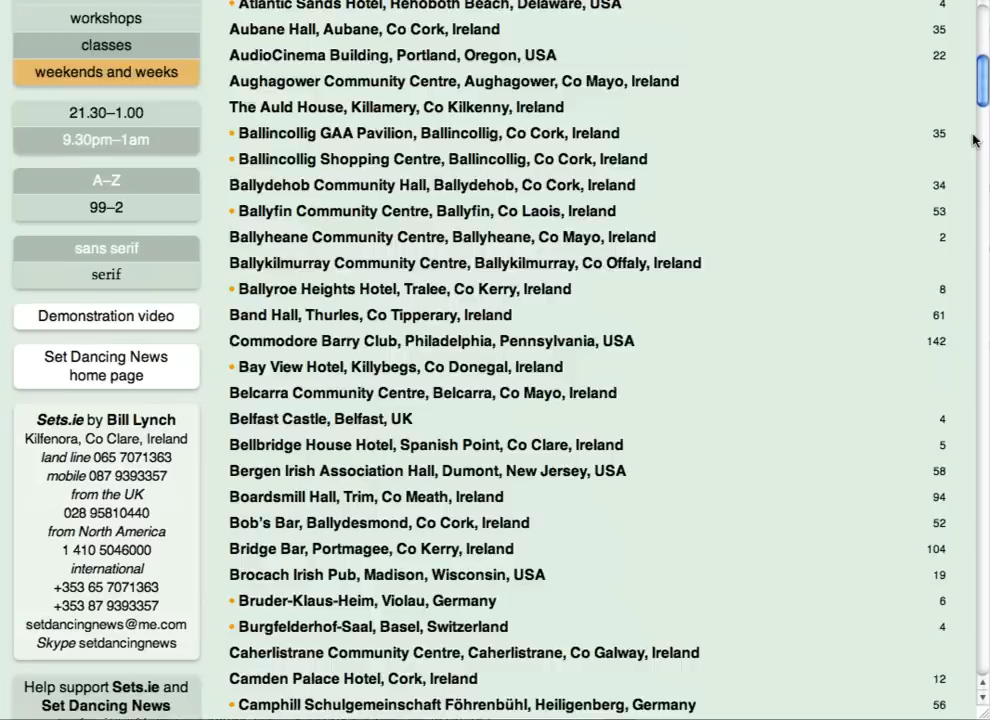 workshops
classes
weekends and weeks
21.30–1.00
9.30pm–1am
A–Z
99–2
sans serif
serif
Demonstration video
Set Dancing News
home page
Sets.ie by Bill Lynch
Kilfenora, Co Clare, Ireland
land line 065 7071363
mobile 087 9393357
from the UK
028 95810440
from North America
1 410 5046000
international
+353 65 7071363
+353 87 9393357
setdancingnews@me.com
Skype setdancingnews
Help support Sets.ie and
Set Dancing News
• Atlantic Sands Hotel, Rehoboth Beach, Delaware, USA 4
Aubane Hall, Aubane, Co Cork, Ireland 35
AudioCinema Building, Portland, Oregon, USA 22
Aughagower Community Centre, Aughagower, Co Mayo, Ireland
The Auld House, Killamery, Co Kilkenny, Ireland
• Ballincollig GAA Pavilion, Ballincollig, Co Cork, Ireland 35
• Ballincollig Shopping Centre, Ballincollig, Co Cork, Ireland
Ballydehob Community Hall, Ballydehob, Co Cork, Ireland 34
• Ballyfin Community Centre, Ballyfin, Co Laois, Ireland 53
Ballyheane Community Centre, Ballyheane, Co Mayo, Ireland 2
Ballykilmurray Community Centre, Ballykilmurray, Co Offaly, Ireland
• Ballyroe Heights Hotel, Tralee, Co Kerry, Ireland 8
Band Hall, Thurles, Co Tipperary, Ireland 61
Commodore Barry Club, Philadelphia, Pennsylvania, USA 142
• Bay View Hotel, Killybegs, Co Donegal, Ireland
Belcarra Community Centre, Belcarra, Co Mayo, Ireland
Belfast Castle, Belfast, UK 4
Bellbridge House Hotel, Spanish Point, Co Clare, Ireland 5
Bergen Irish Association Hall, Dumont, New Jersey, USA 58
Boardsmill Hall, Trim, Co Meath, Ireland 94
Bob’s Bar, Ballydesmond, Co Cork, Ireland 52
Bridge Bar, Portmagee, Co Kerry, Ireland 104
Brocach Irish Pub, Madison, Wisconsin, USA 19
• Bruder-Klaus-Heim, Violau, Germany 6
• Burgfelderhof-Saal, Basel, Switzerland 4
Caherlistrane Community Centre, Caherlistrane, Co Galway, Ireland
Camden Palace Hotel, Cork, Ireland 12
• Camphill Schulgemeinschaft Föhrenbühl, Heiligenberg, Germany 56